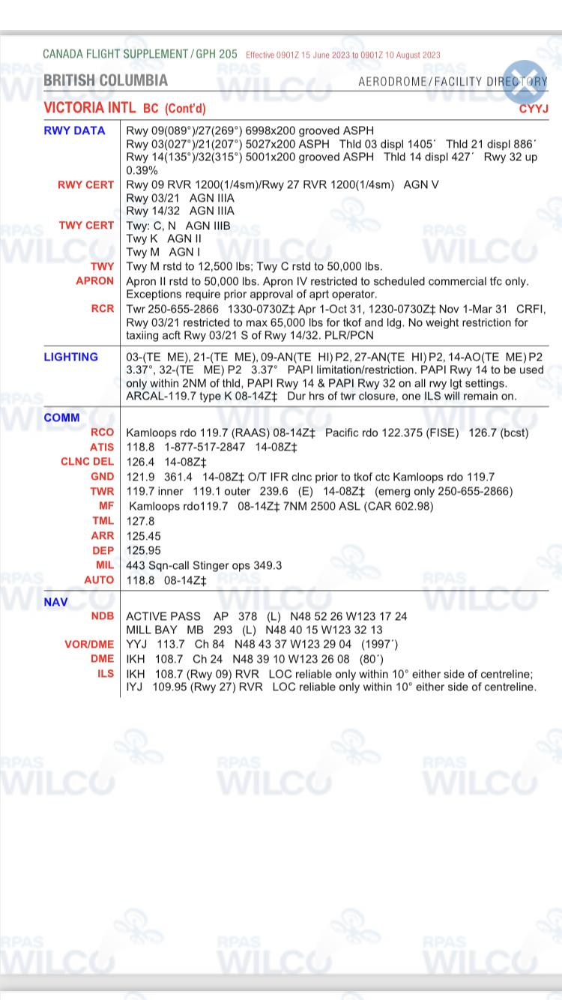 CANADA FLIGHT SUPPLEMENT / GPH 205 Effective 0901Z 15 June 2023 to 0901Z 10 August 2023
BRITISH COLUMBIA AERODROME / FACILITY DIRECTORY
VICTORIA INTL BC (Cont'd) CYYJ
RWY DATA Rwy 09(089°)/27(269°) 6998x200 grooved ASPH
Rwy 03(027°)/21(207°) 5027x200 ASPH Thld 03 displ 1405´ Thld 21 displ 886´
Rwy 14(135°)/32(315°) 5001x200 grooved ASPH Thld 14 displ 427´ Rwy 32 up
0.39%
RWY CERT Rwy 09 RVR 1200(1/4sm)/Rwy 27 RVR 1200(1/4sm) AGN V
Rwy 03/21 AGN IIIA
Rwy 14/32 AGN IIIA
TWY CERT Twy: C, N AGN IIIB
Twy K AGN II
Twy M AGN I
TWY Twy M rstd to 12,500 lbs; Twy C rstd to 50,000 lbs.
APRON Apron II rstd to 50,000 lbs. Apron IV restricted to scheduled commercial tfc only.
Exceptions require prior approval of aprt operator.
RCR Twr 250-655-2866 1330-0730Z‡ Apr 1-Oct 31, 1230-0730Z‡ Nov 1-Mar 31 CRFI,
Rwy 03/21 restricted to max 65,000 lbs for tkof and ldg. No weight restriction for
taxiing acft Rwy 03/21 S of Rwy 14/32. PLR/PCN
LIGHTING 03-(TE ME), 21-(TE ME), 09-AN(TE HI) P2, 27-AN(TE HI) P2, 14-AO(TE ME) P2
3.37°, 32-(TE ME) P2 3.37° PAPI limitation/restriction. PAPI Rwy 14 to be used
only within 2NM of thld, PAPI Rwy 14 & PAPI Rwy 32 on all rwy lgt settings.
ARCAL-119.7 type K 08-14Z‡ Dur hrs of twr closure, one ILS will remain on.
COMM
RCO Kamloops rdo 119.7 (RAAS) 08-14Z‡ Pacific rdo 122.375 (FISE) 126.7 (bcst)
ATIS 118.8 1-877-517-2847 14-08Z‡
CLNC DEL 126.4 14-08Z‡
GND 121.9 361.4 14-08Z‡ O/T IFR clnc prior to tkof ctc Kamloops rdo 119.7
TWR 119.7 inner 119.1 outer 239.6 (E) 14-08Z‡ (emerg only 250-655-2866)
MF Kamloops rdo119.7 08-14Z‡ 7NM 2500 ASL (CAR 602.98)
TML 127.8
ARR 125.45
DEP 125.95
MIL 443 Sqn-call Stinger ops 349.3
AUTO 118.8 08-14Z‡
NAV
NDB ACTIVE PASS AP 378 (L) N48 52 26 W123 17 24
MILL BAY MB 293 (L) N48 40 15 W123 32 13
VOR/DME YYJ 113.7 Ch 84 N48 43 37 W123 29 04 (1997´)
DME IKH 108.7 Ch 24 N48 39 10 W123 26 08 (80´)
ILS IKH 108.7 (Rwy 09) RVR LOC reliable only within 10° either side of centreline;
IYJ 109.95 (Rwy 27) RVR LOC reliable only within 10° either side of centreline.
RPAS WILCO